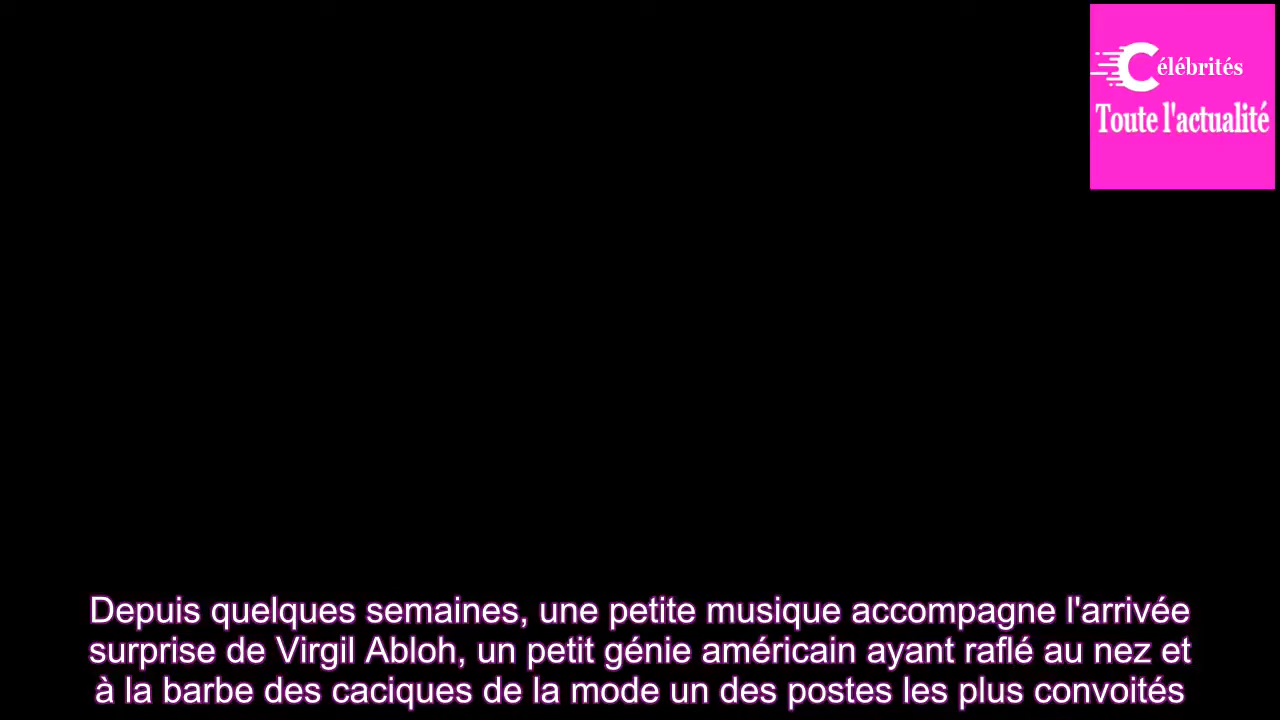 Célébrités
Toute l'actualité
Depuis quelques semaines, une petite musique accompagne l'arrivée
surprise de Virgil Abloh, un petit génie américain ayant raflé au nez et
à la barbe des caciques de la mode un des postes les plus convoités